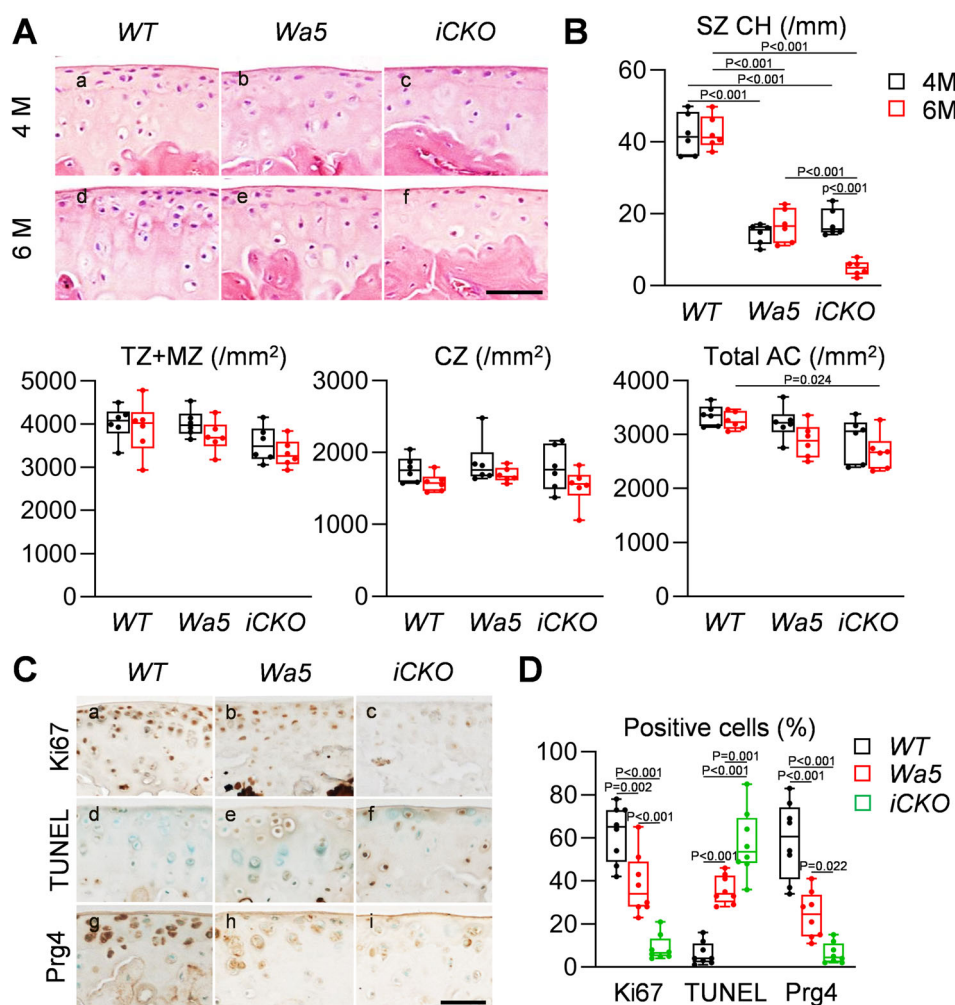 A
WT
Wa5
iCKO
4 M
a
b
c
6 M
d
e
f
B
SZ CH (/mm)
P<0.001
P<0.001
P<0.001
P<0.001
P<0.001
p<0.001
60
40
20
0
WT
Wa5
iCKO
4M
6M
TZ+MZ (/mm²)
5000
4000
3000
2000
1000
0
WT
Wa5
iCKO
CZ (/mm²)
3000
2000
1000
0
WT
Wa5
iCKO
Total AC (/mm²)
P=0.024
4000
3000
2000
1000
0
WT
Wa5
iCKO
C
WT
Wa5
iCKO
Ki67
a
b
c
TUNEL
d
e
f
Prg4
g
h
i
D
Positive cells (%)
100
80
60
40
20
0
P<0.001
P=0.002
P<0.001
P=0.001
P<0.001
P<0.001
P<0.001
P<0.001
P=0.022
Ki67
TUNEL
Prg4
WT
Wa5
iCKO